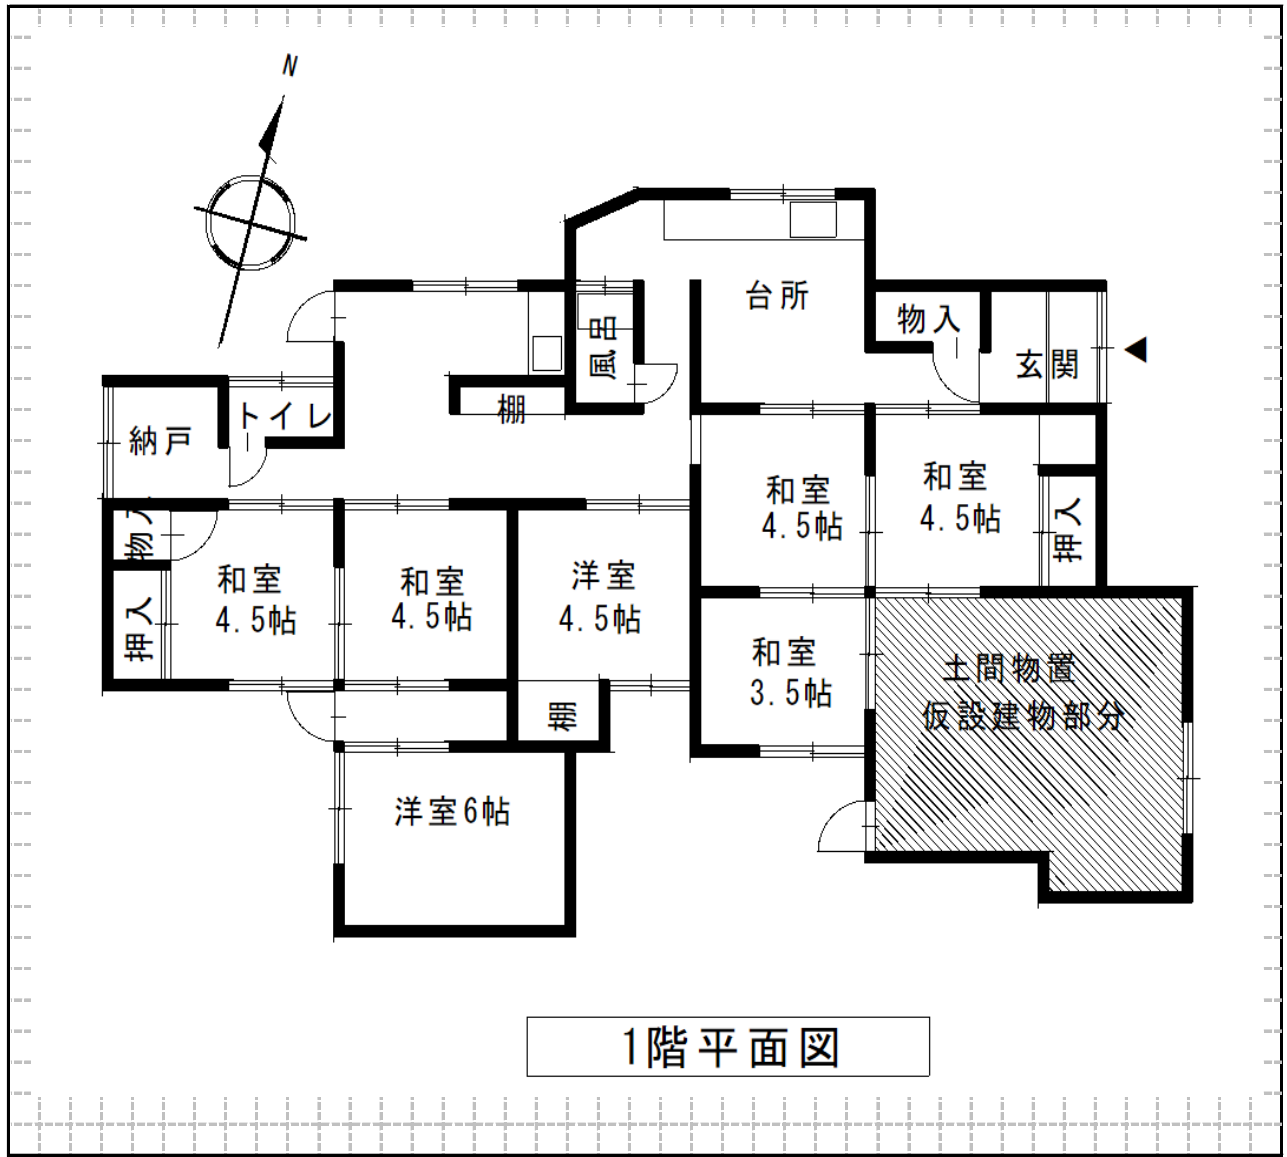 N
台所
物入
玄関
風呂
棚
トイレ
納戸
和室
4.5帖
和室
4.5帖
押入
物入
押入
和室
4.5帖
和室
4.5帖
洋室
4.5帖
棚
和室
3.5帖
土間物置
仮設建物部分
洋室6帖
1階平面図